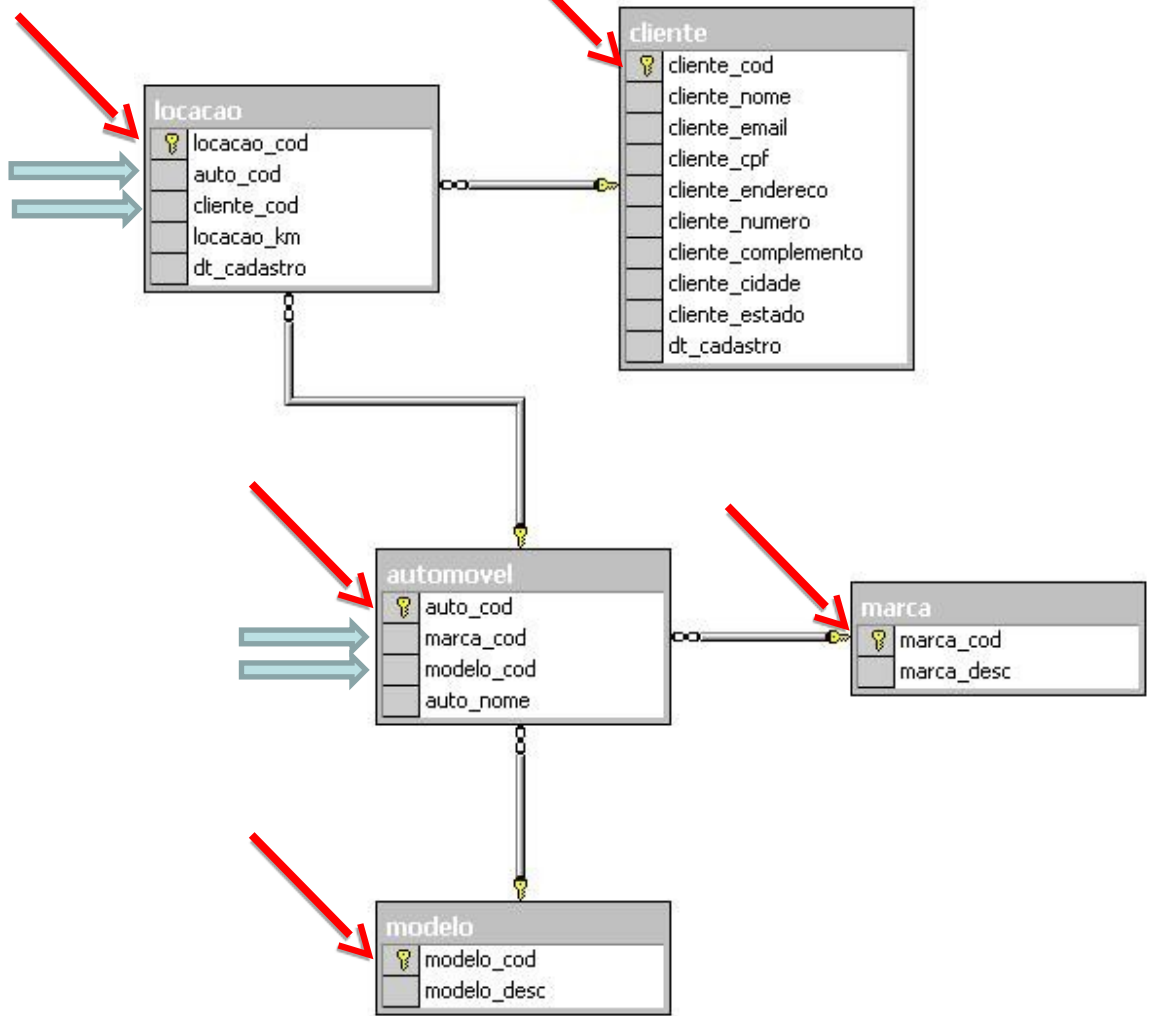 cliente
cliente_cod
cliente_nome
cliente_email
cliente_cpf
cliente_endereco
cliente_numero
cliente_complemento
cliente_cidade
cliente_estado
dt_cadastro
locacao
locacao_cod
auto_cod
cliente_cod
locacao_km
dt_cadastro
automovel
auto_cod
marca_cod
modelo_cod
auto_nome
marca
marca_cod
marca_desc
modelo
modelo_cod
modelo_desc